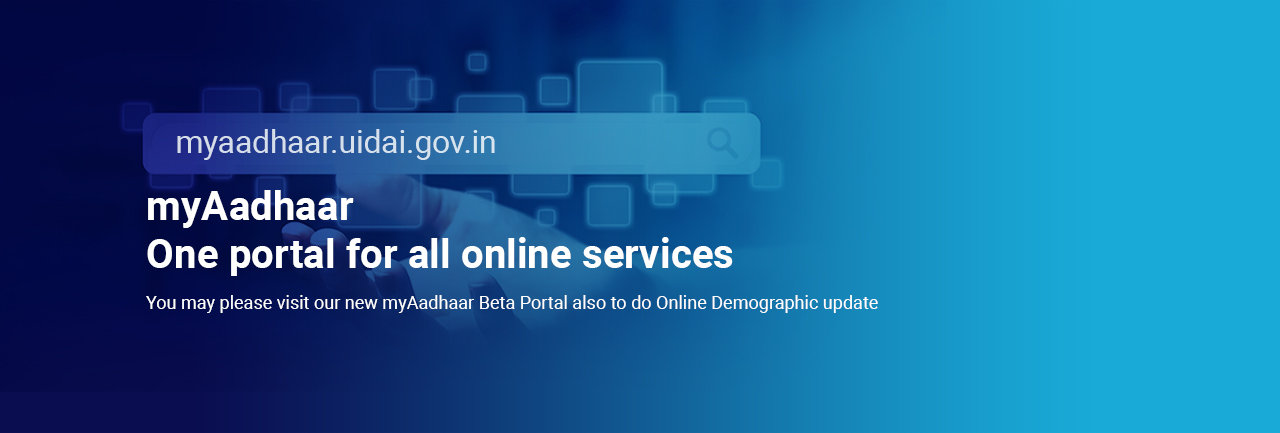 myaadhaar.uidai.gov.in
myAadhaar
One portal for all online services
You may please visit our new myAadhaar Beta Portal also to do Online Demographic update